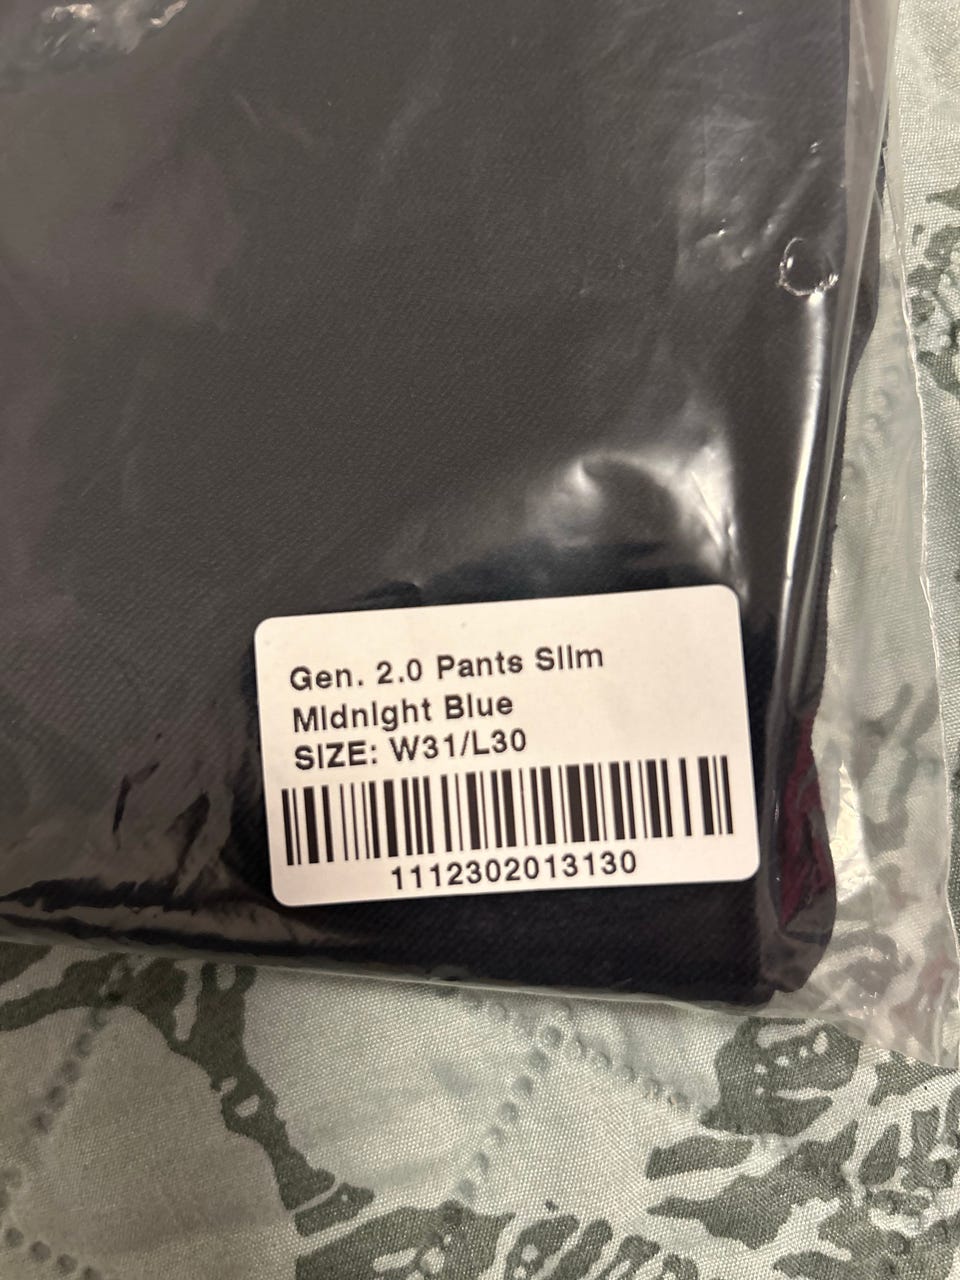 Gen. 2.0 Pants Slim
Midnight Blue
SIZE: W31/L30
1112302013130